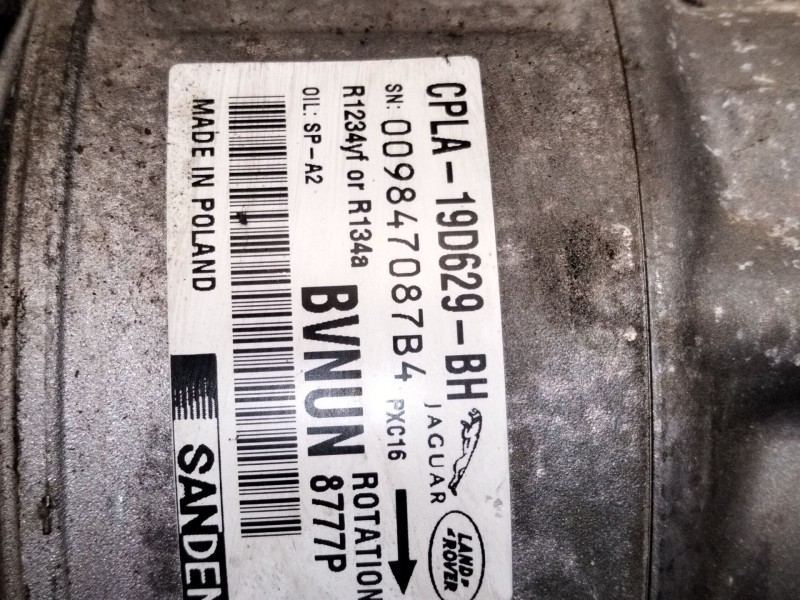 CPLA-19D629-BH
JAGUAR
LAND
ROVER
SN: 009847087B4 PXC16
R1234yf or R134a
BVNUN
ROTATION
8777P
OIL: SP-A2
MADE IN POLAND
SANDEN